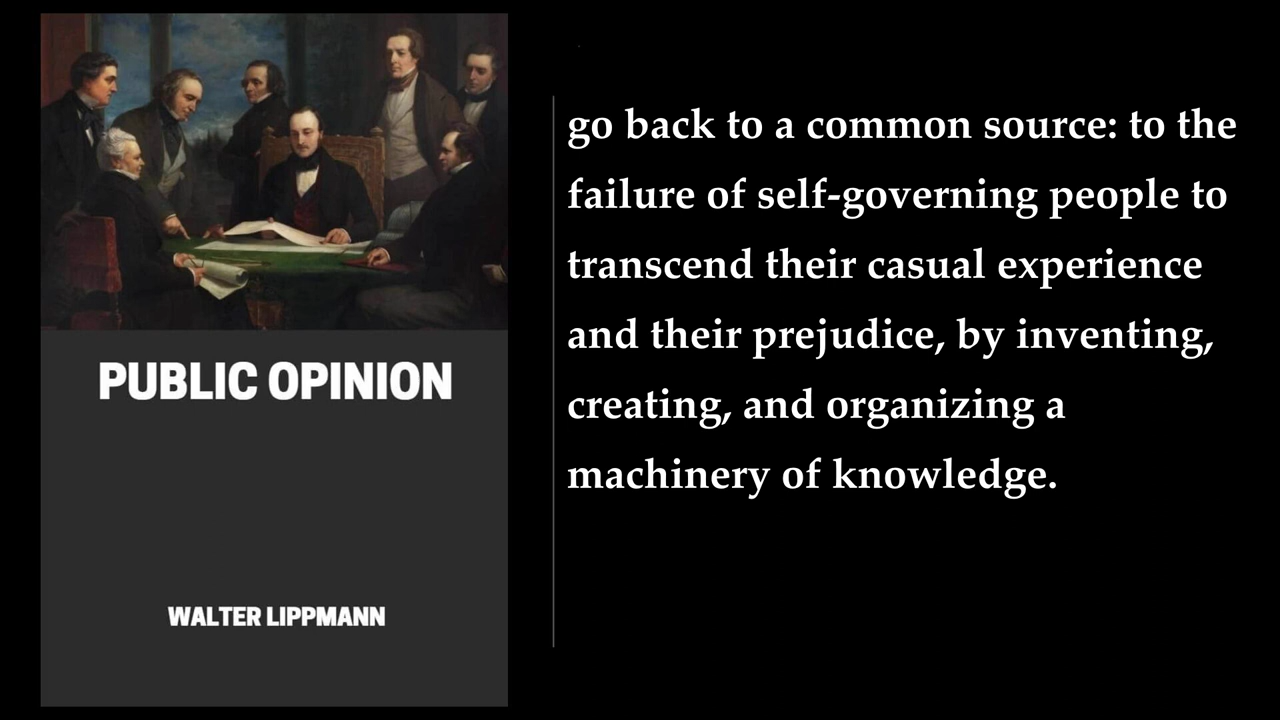 PUBLIC OPINION
WALTER LIPPMANN
go back to a common source: to the
failure of self-governing people to
transcend their casual experience
and their prejudice, by inventing,
creating, and organizing a
machinery of knowledge.